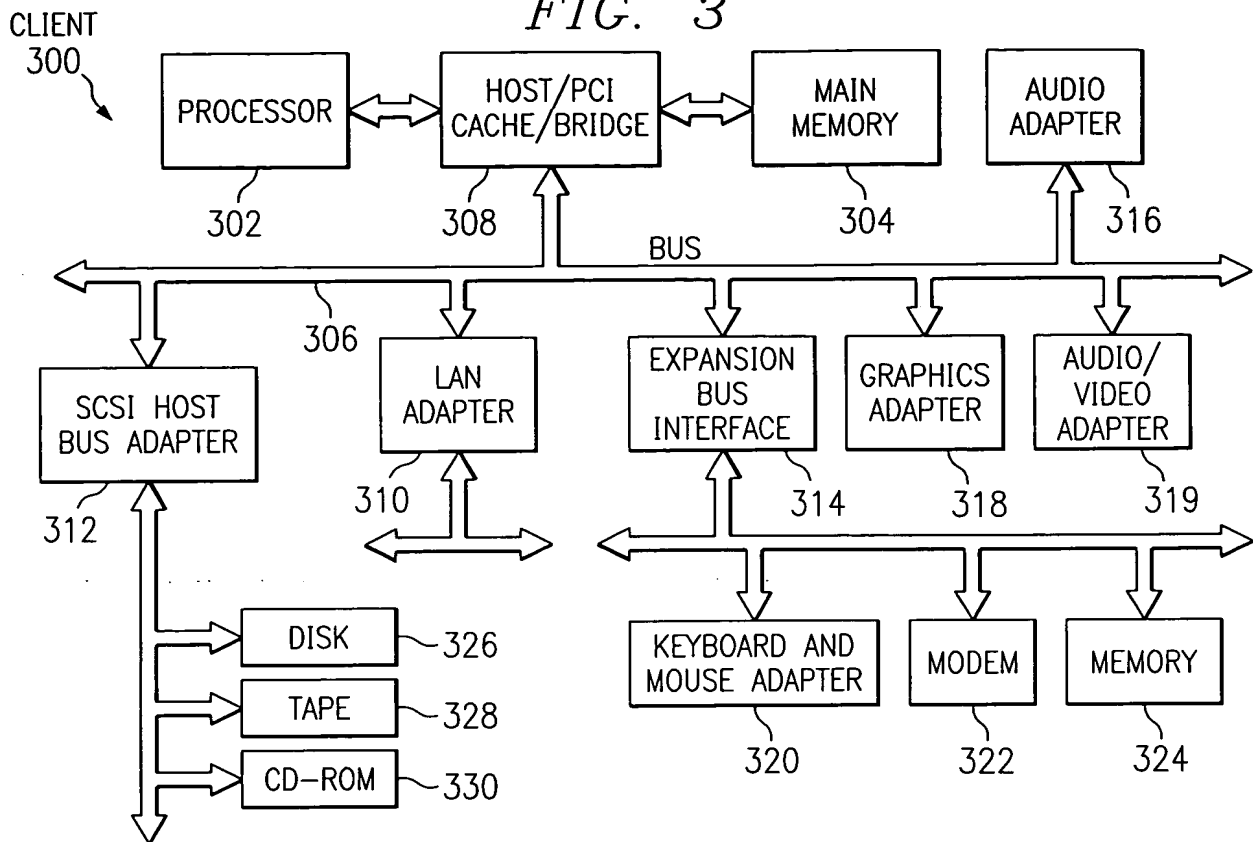 FIG. 3
CLIENT
300
PROCESSOR
302
HOST/PCI
CACHE/BRIDGE
308
MAIN
MEMORY
304
AUDIO
ADAPTER
316
BUS
306
SCSI HOST
BUS ADAPTER
312
LAN
ADAPTER
310
EXPANSION
BUS
INTERFACE
314
GRAPHICS
ADAPTER
318
AUDIO/
VIDEO
ADAPTER
319
DISK
326
TAPE
328
CD-ROM
330
KEYBOARD AND
MOUSE ADAPTER
320
MODEM
322
MEMORY
324